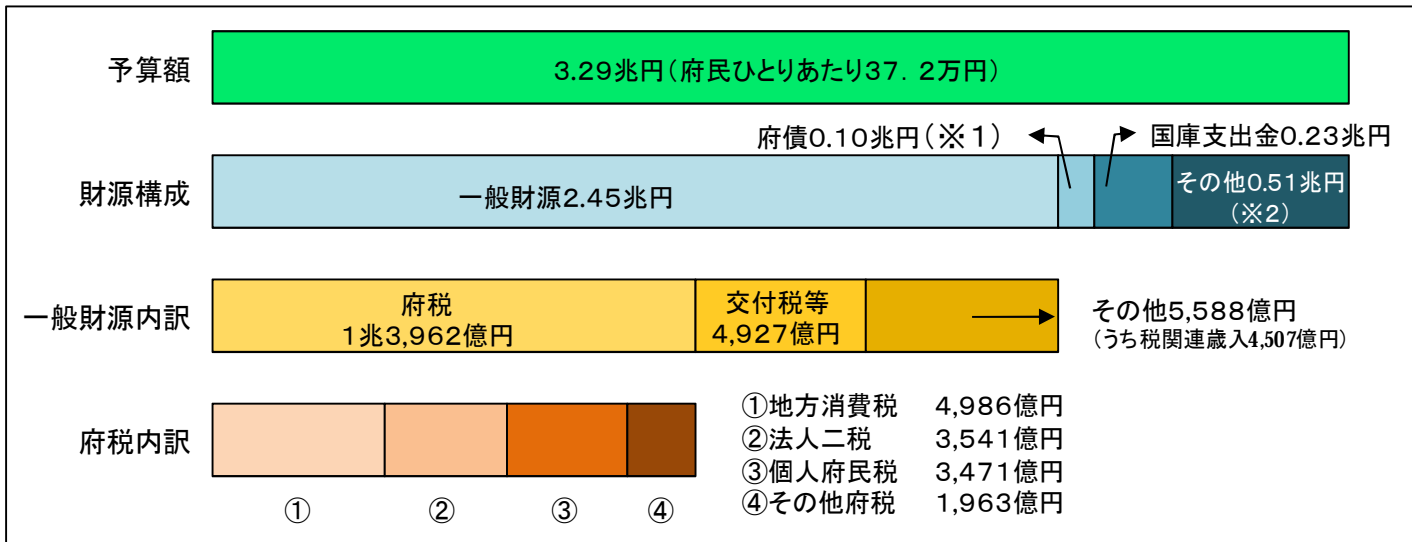 予算額
3.29兆円(府民ひとりあたり37.2万円)
府債0.10兆円(※1)
国庫支出金0.23兆円
財源構成
一般財源2.45兆円
その他0.51兆円
(※2)
一般財源内訳
府税
1兆3,962億円
交付税等
4,927億円
その他5,588億円
(うち税関連歳入4,507億円)
府税内訳
①地方消費税 4,986億円
②法人二税 3,541億円
③個人府民税 3,471億円
④その他府税 1,963億円
① ② ③ ④